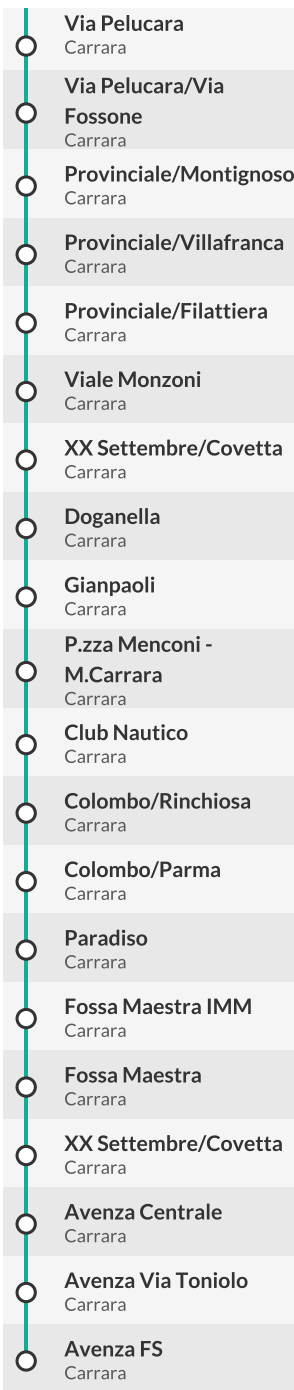 Via Pelucara
Carrara
Via Pelucara/Via
Fossone
Carrara
Provinciale/Montignoso
Carrara
Provinciale/Villafranca
Carrara
Provinciale/Filattiera
Carrara
Viale Monzoni
Carrara
XX Settembre/Covetta
Carrara
Doganella
Carrara
Gianpaoli
Carrara
P.zza Menconi -
M.Carrara
Carrara
Club Nautico
Carrara
Colombo/Rinchiosa
Carrara
Colombo/Parma
Carrara
Paradiso
Carrara
Fossa Maestra IMM
Carrara
Fossa Maestra
Carrara
XX Settembre/Covetta
Carrara
Avenza Centrale
Carrara
Avenza Via Toniolo
Carrara
Avenza FS
Carrara